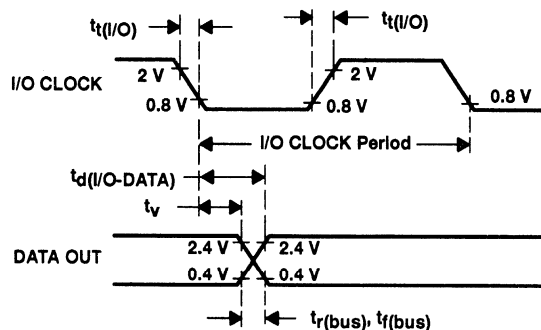 tt(I/O) tt(I/O)
I/O CLOCK 2 V 2 V
0.8 V 0.8 V 0.8 V
I/O CLOCK Period
td(I/O-DATA)
tv
DATA OUT 2.4 V 2.4 V
0.4 V 0.4 V
tr(bus), tf(bus)